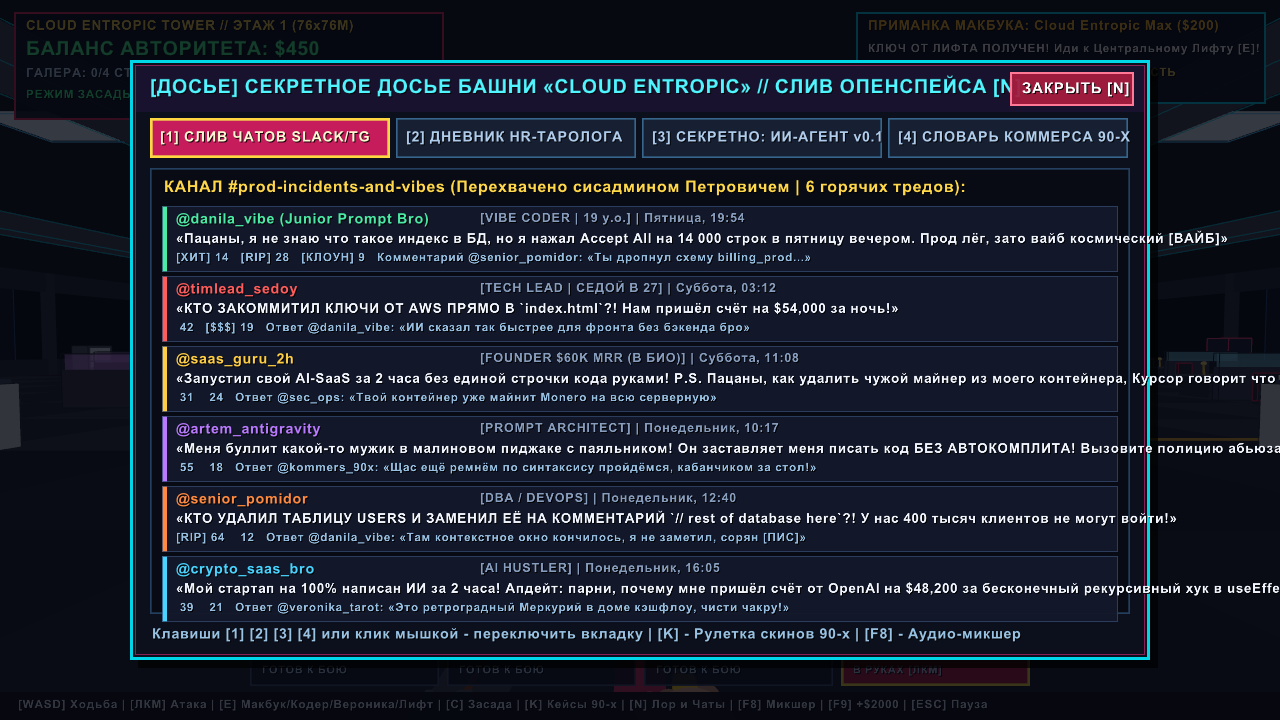 CLOUD ENTROPIC TOWER // ЭТАЖ 1 (76x76M)
БАЛАНС АВТОРИТЕТА: $450
ГАЛЕРА: 0/4 СТ
РЕЖИМ ЗАСАДЫ
ПРИМАНКА МАКБУКА: Cloud Entropic Max ($200)
КЛЮЧ ОТ ЛИФТА ПОЛУЧЕН! Иди к Центральному Лифту [E]!
[ДОСЬЕ] СЕКРЕТНОЕ ДОСЬЕ БАШНИ «CLOUD ENTROPIC» // СЛИВ ОПЕНСПЕЙСА [N
ЗАКРЫТЬ [N]
[1] СЛИВ ЧАТОВ SLACK/TG
[2] ДНЕВНИК HR-ТАРОЛОГА
[3] СЕКРЕТНО: ИИ-АГЕНТ v0.1
[4] СЛОВАРЬ КОММЕРСА 90-Х
КАНАЛ #prod-incidents-and-vibes (Перехвачено сисадмином Петровичем | 6 горячих тредов):
@danila_vibe (Junior Prompt Bro) [VIBE CODER | 19 y.o.] | Пятница, 19:54
«Пацаны, я не знаю что такое индекс в БД, но я нажал Accept All на 14 000 строк в пятницу вечером. Прод лёг, зато вайб космический [ВАЙБ]»
[ХИТ] 14 [RIP] 28 [КЛОУН] 9 Комментарий @senior_pomidor: «Ты дропнул схему billing_prod...»
@timlead_sedoy [TECH LEAD | СЕДОЙ В 27] | Суббота, 03:12
«КТО ЗАКОММИТИЛ КЛЮЧИ ОТ AWS ПРЯМО В `index.html`?! Нам пришёл счёт на $54,000 за ночь!»
42 [$$$] 19 Ответ @danila_vibe: «ИИ сказал так быстрее для фронта без бэкенда бро»
@saas_guru_2h [FOUNDER $60K MRR (В БИО)] | Суббота, 11:08
«Запустил свой AI-SaaS за 2 часа без единой строчки кода руками! P.S. Пацаны, как удалить чужой майнер из моего контейнера, Курсор говорит что
31 24 Ответ @sec_ops: «Твой контейнер уже майнит Monero на всю серверную»
@artem_antigravity [PROMPT ARCHITECT] | Понедельник, 10:17
«Меня буллит какой-то мужик в малиновом пиджаке с паяльником! Он заставляет меня писать код БЕЗ АВТОКОМПЛИТА! Вызовите полицию абьюза
55 18 Ответ @kommers_90x: «Щас ещё ремнём по синтаксису пройдёмся, кабанчиком за стол!»
@senior_pomidor [DBA / DEVOPS] | Понедельник, 12:40
«КТО УДАЛИЛ ТАБЛИЦУ USERS И ЗАМЕНИЛ ЕЁ НА КОММЕНТАРИЙ `// rest of database here`?! У нас 400 тысяч клиентов не могут войти!»
[RIP] 64 12 Ответ @danila_vibe: «Там контекстное окно кончилось, я не заметил, сорян [ПИС]»
@crypto_saas_bro [AI HUSTLER] | Понедельник, 16:05
«Мой стартап на 100% написан ИИ за 2 часа! Апдейт: парни, почему мне пришёл счёт от OpenAI на $48,200 за бесконечный рекурсивный хук в useEffe
39 21 Ответ @veronika_tarot: «Это ретроградный Меркурий в доме кэшфлоу, чисти чакру!»
Клавиши [1] [2] [3] [4] или клик мышкой - переключить вкладку | [K] - Рулетка скинов 90-х | [F8] - Аудио-микшер
ГОТОВ К БОЮ
ГОТОВ К БОЮ
ГОТОВ К БОЮ
В РУКАХ [ЛКМ]
[WASD] Ходьба | [ЛКМ] Атака | [E] Макбук/Кодер/Вероника/Лифт | [C] Засада | [K] Кейсы 90-х | [N] Лор и Чаты | [F8] Микшер | [F9] +$2000 | [ESC] Пауза